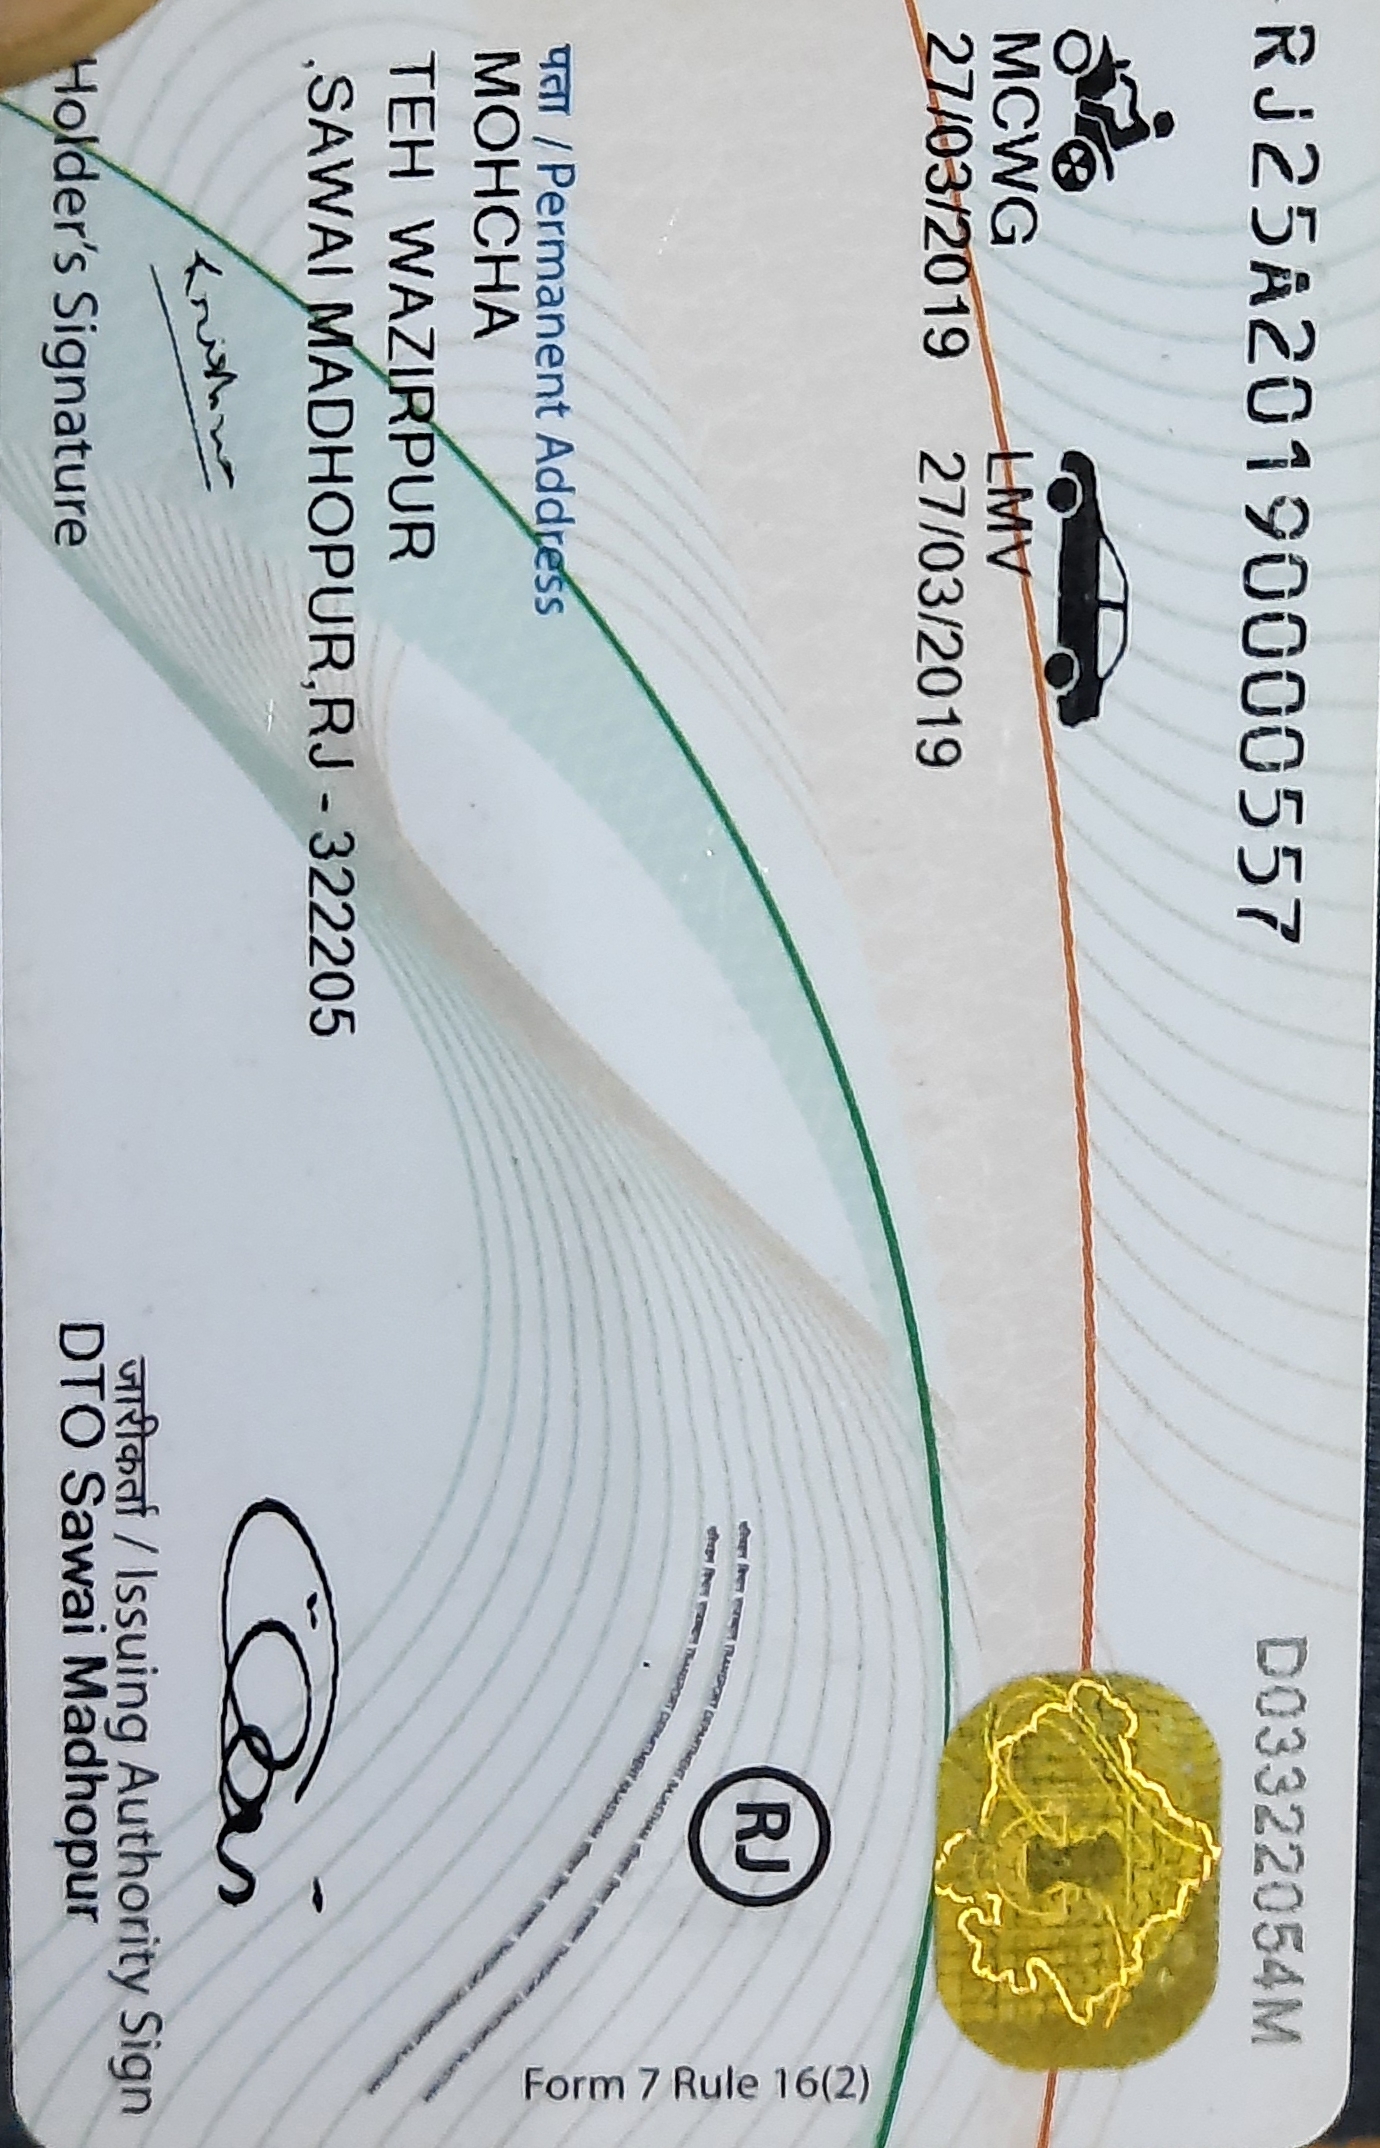 RJ25A20190000557
D03322054M
MCWG
27/03/2019
LMV
27/03/2019
पता / Permanent Address
MOHCHA
TEH WAZIRPUR
,SAWAI MADHOPUR,RJ - 322205
RJ
Form 7 Rule 16(2)
Holder's Signature
जारीकर्ता / Issuing Authority Sign
DTO Sawai Madhopur